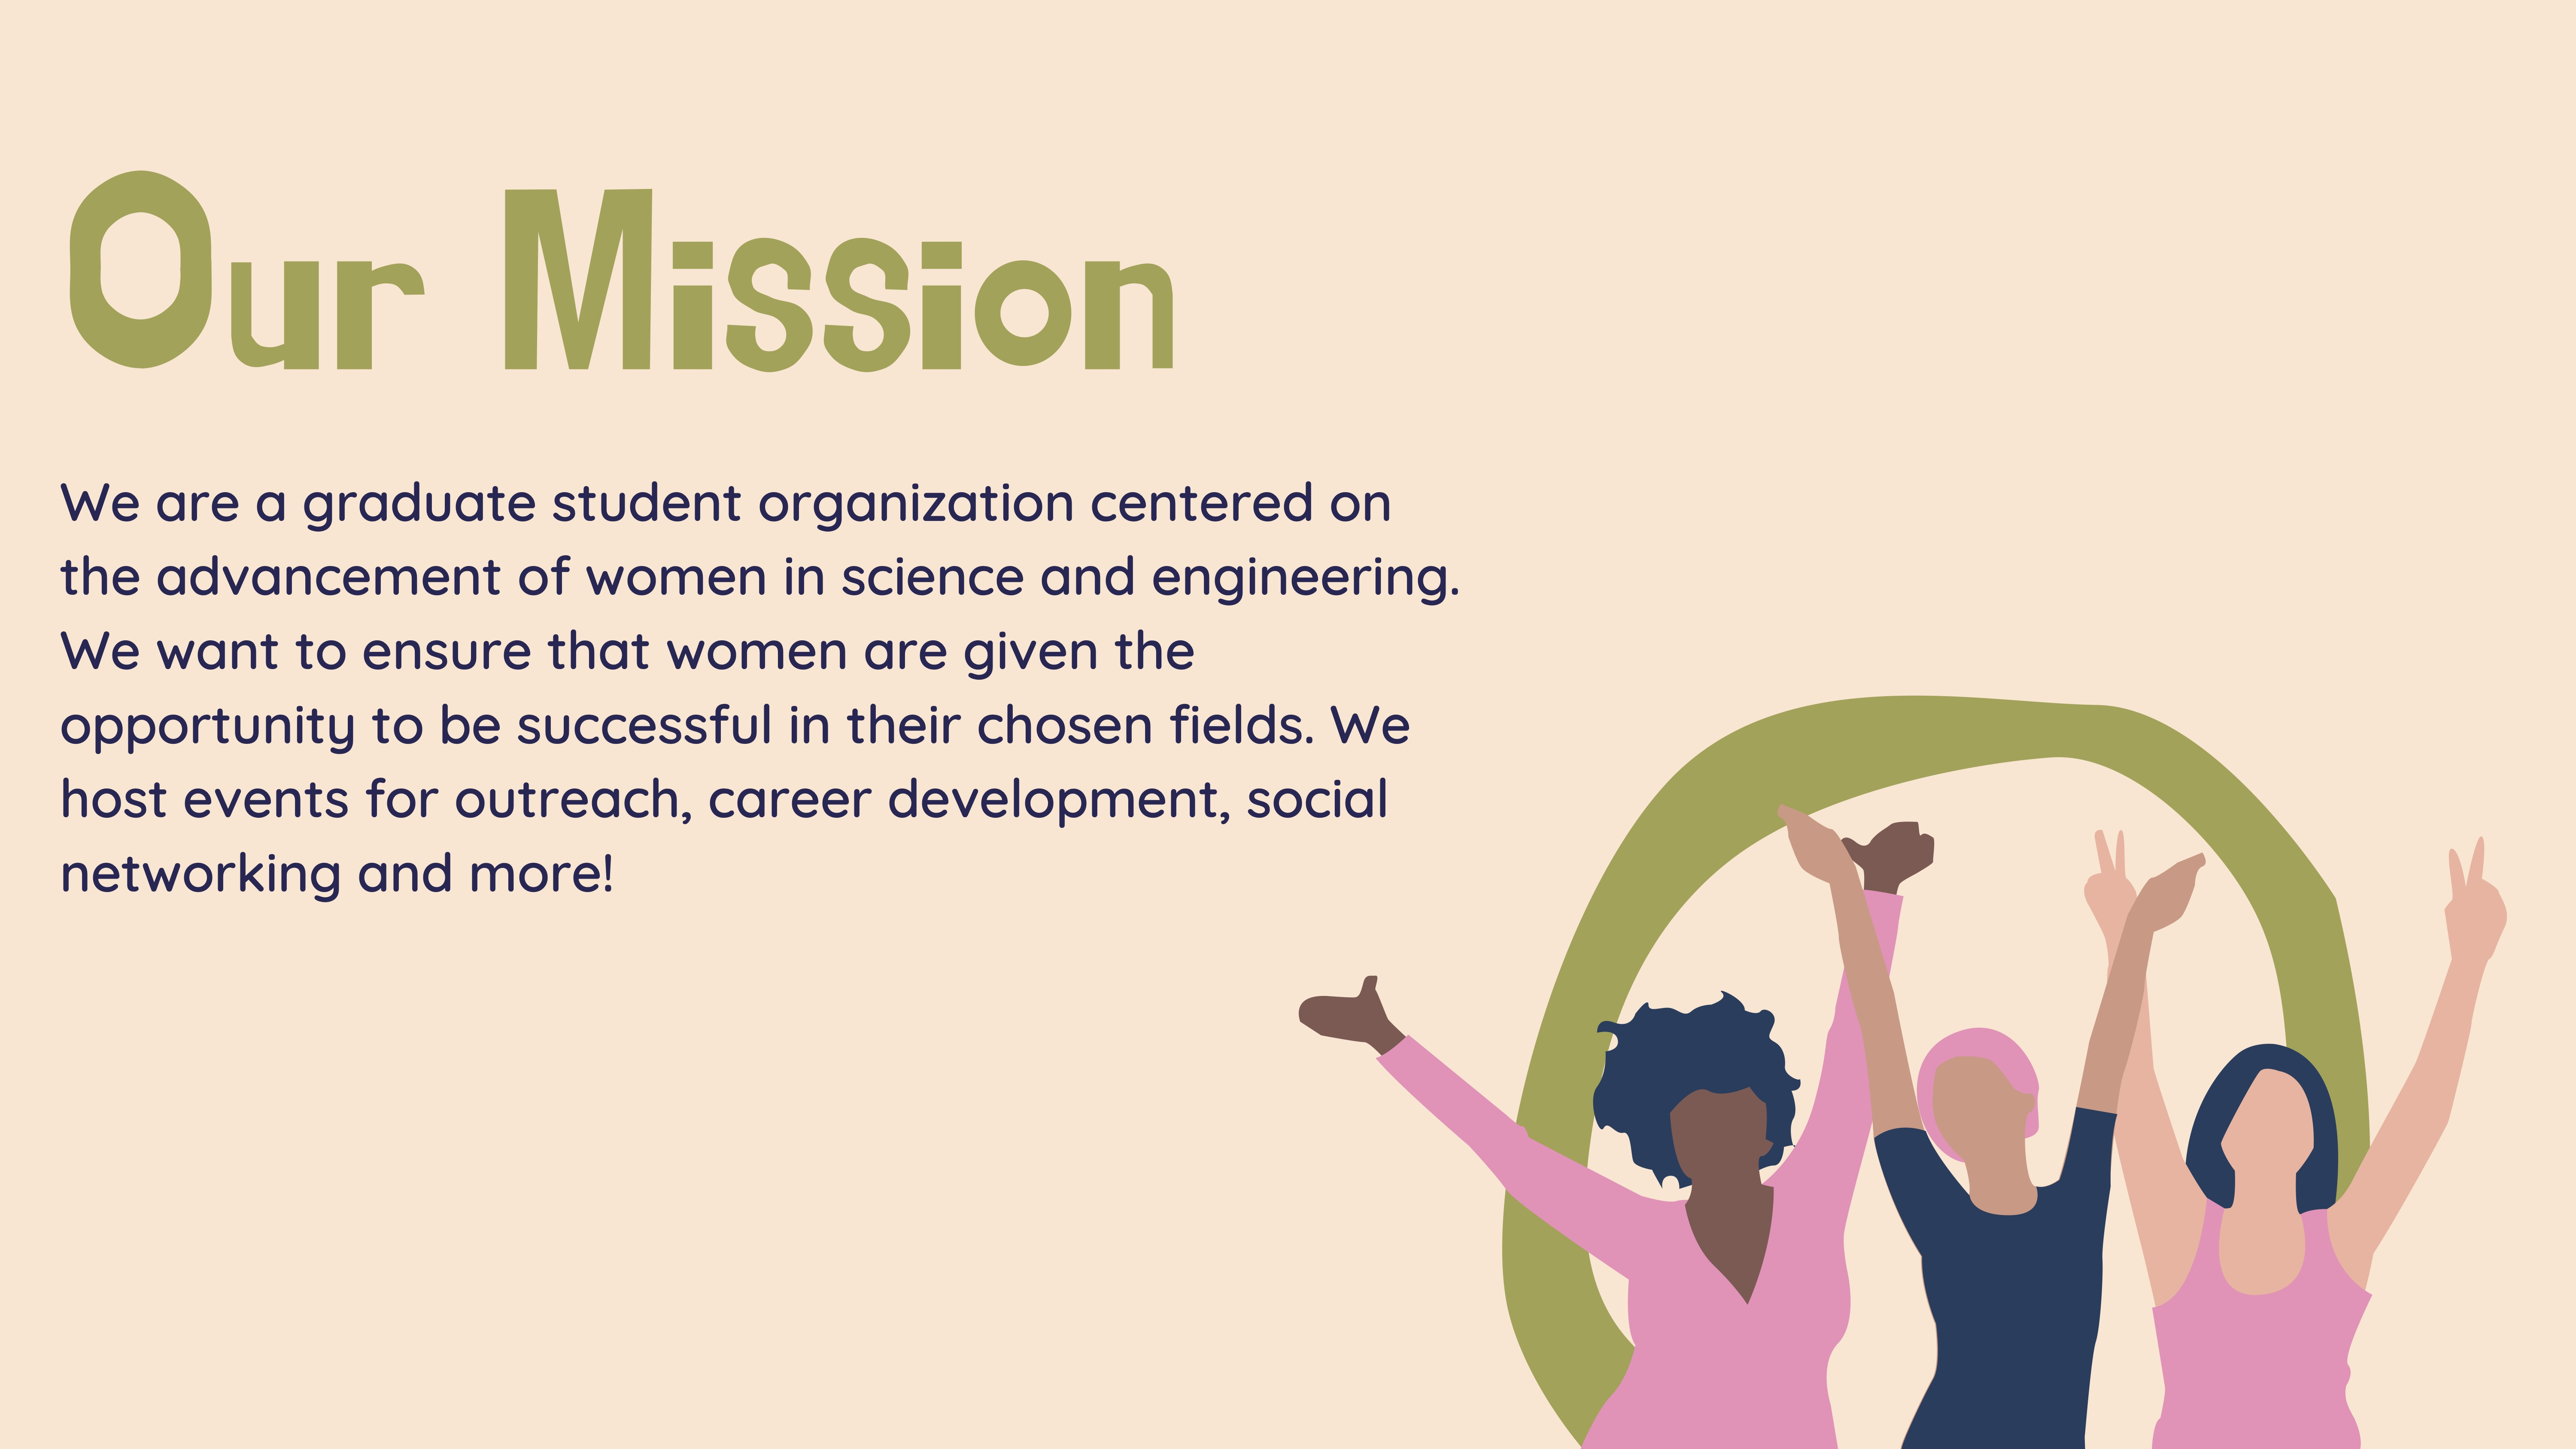 Our Mission
We are a graduate student organization centered on
the advancement of women in science and engineering.
We want to ensure that women are given the
opportunity to be successful in their chosen fields. We
host events for outreach, career development, social
networking and more!